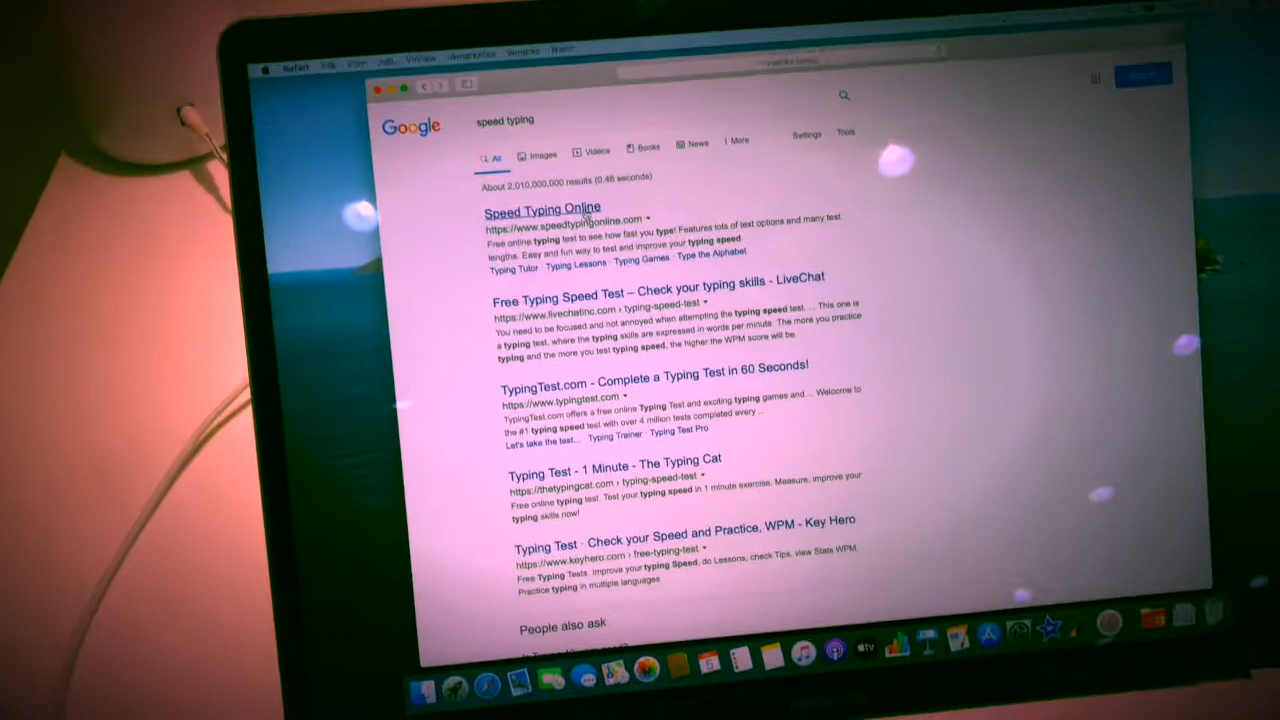 Google
speed typing
All Images Videos Books News More Settings Tools
About 2,010,000,000 results (0.46 seconds)
Speed Typing Online
https://www.speedtypingonline.com
Free online typing test to see how fast you type! Features lots of text options and many test
lengths. Easy and fun way to test and improve your typing speed.
Typing Tutor · Typing Lessons · Typing Games · Type the Alphabet
Free Typing Speed Test – Check your typing skills - LiveChat
https://www.livechatinc.com › typing-speed-test
You need to be focused and not annoyed when attempting the typing speed test. ... This one is
a typing test, where the typing skills are expressed in words per minute. The more you practice
typing and the more you test typing speed, the higher the WPM score will be.
TypingTest.com - Complete a Typing Test in 60 Seconds!
https://www.typingtest.com
TypingTest.com offers a free online Typing Test and exciting typing games and... Welcome to
the #1 typing speed test with over 4 million tests completed every ...
Let's take the test... · Typing Trainer · Typing Test Pro
Typing Test - 1 Minute - The Typing Cat
https://thetypingcat.com › typing-speed-test
Free online typing test. Test your typing speed in 1 minute exercise. Measure, improve your
typing skills now!
Typing Test · Check your Speed and Practice, WPM - Key Hero
https://www.keyhero.com › free-typing-test
Free Typing Tests. improve your typing Speed, do Lessons, check Tips, view Stats WPM,
Practice typing in multiple languages
People also ask
tv